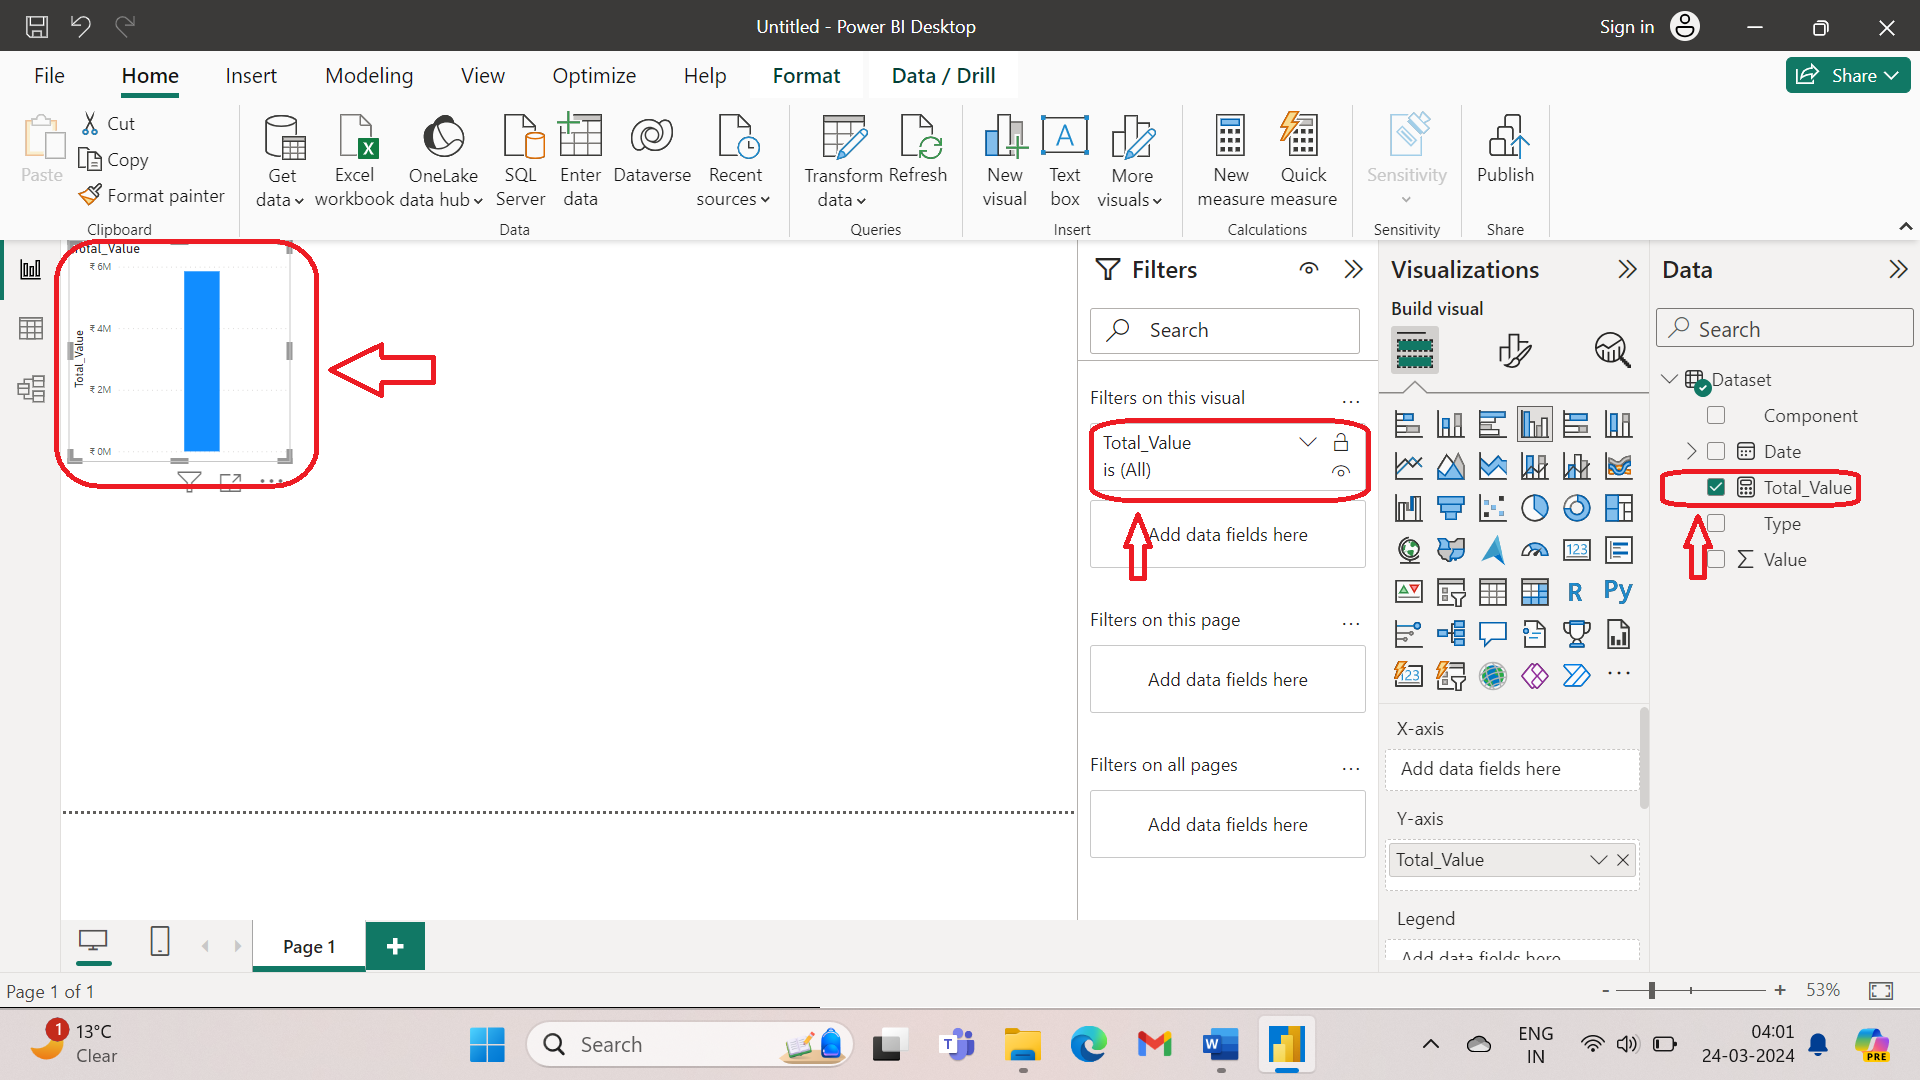 Untitled - Power BI Desktop
Sign in
File
Home
Insert
Modeling
View
Optimize
Help
Format
Data / Drill
Share
Paste
Cut
Copy
Format painter
Clipboard
Get data
Excel workbook
OneLake data hub
SQL Server
Enter data
Dataverse
Recent sources
Data
Transform data
Refresh
Queries
New visual
Text box
More visuals
Insert
New measure
Quick measure
Calculations
Sensitivity
Sensitivity
Publish
Share
Total_Value
₹ 6M
₹ 4M
₹ 2M
₹ 0M
Total_Value
Filters
Search
Filters on this visual
Total_Value
is (All)
Add data fields here
Filters on this page
Add data fields here
Filters on all pages
Add data fields here
Visualizations
Build visual
123
R
Py
123
X-axis
Add data fields here
Y-axis
Total_Value
Legend
Add data fields here
Data
Search
Dataset
Component
Date
Total_Value
Type
Value
Page 1
Page 1 of 1
53%
1
13°C
Clear
Search
ENG
IN
04:01
24-03-2024
PRE